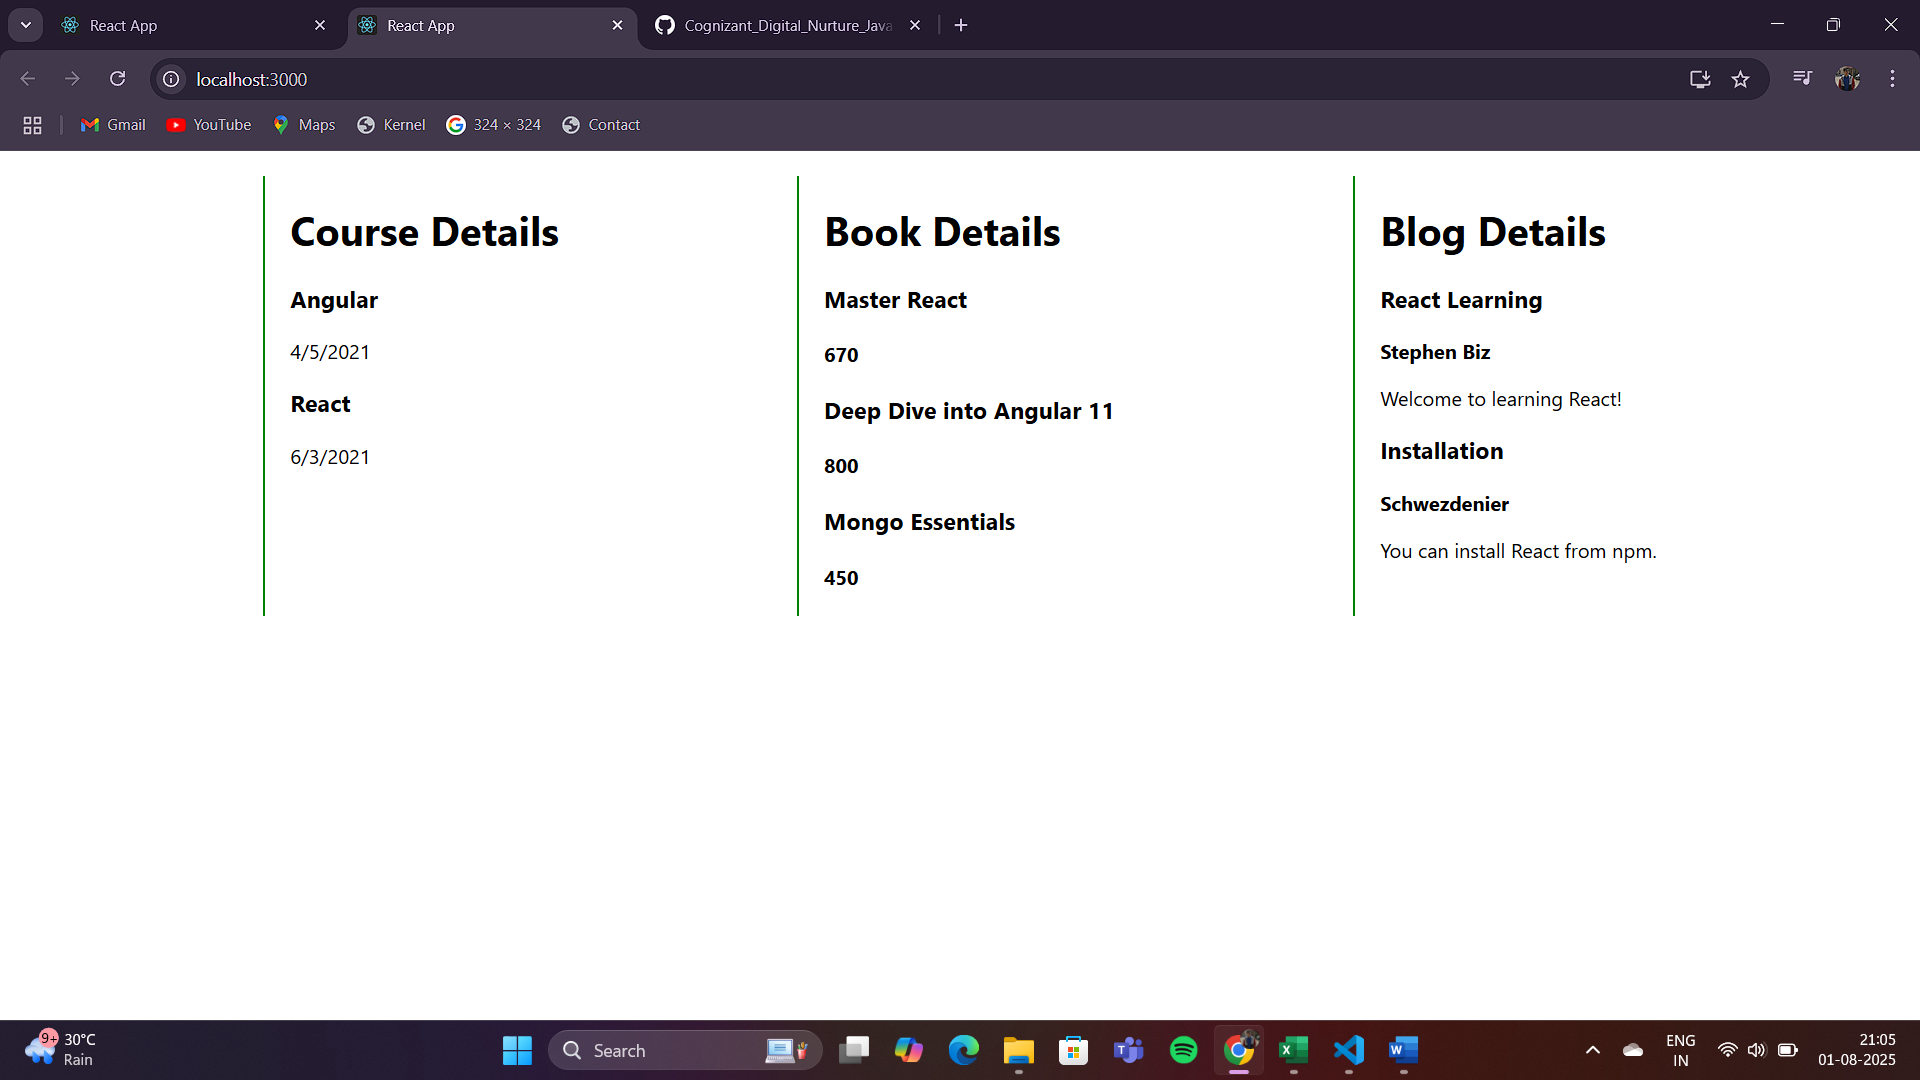 React App
React App
Cognizant_Digital_Nurture_Java
localhost:3000
Gmail
YouTube
Maps
Kernel
324 × 324
Contact
Course Details
Angular
4/5/2021
React
6/3/2021
Book Details
Master React
670
Deep Dive into Angular 11
800
Mongo Essentials
450
Blog Details
React Learning
Stephen Biz
Welcome to learning React!
Installation
Schwezdenier
You can install React from npm.
9+
30°C
Rain
Search
ENG
IN
21:05
01-08-2025